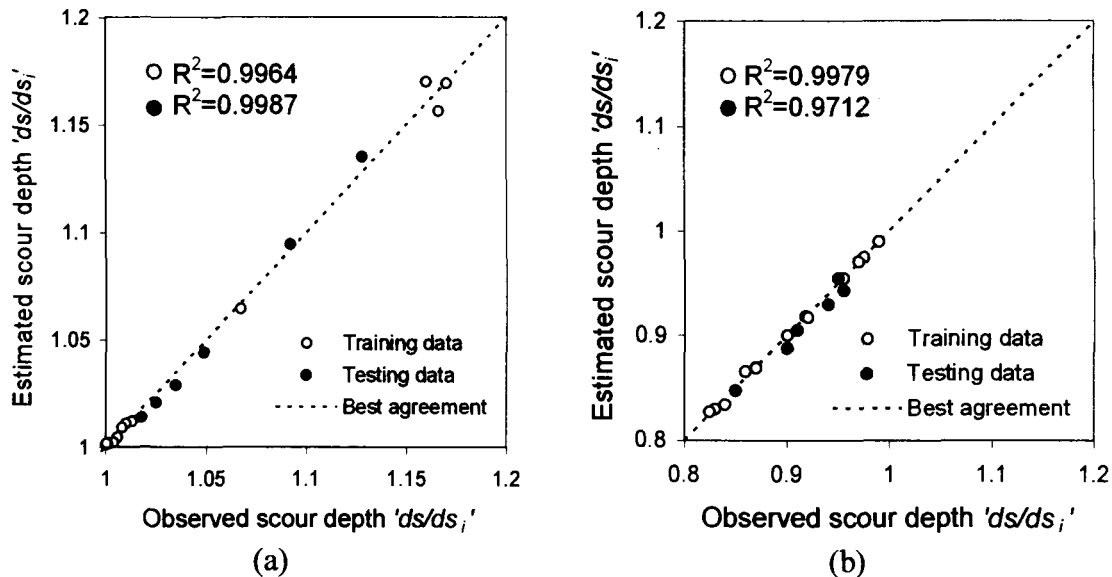 1.2
1.15
1.1
1.05
1
1 1.05 1.1 1.15 1.2
Estimated scour depth 'ds/ds i'
R²=0.9964
R²=0.9987
Training data
Testing data
Best agreement
Observed scour depth 'ds/ds i'
(a)
1.2
1.1
1
0.9
0.8
0.8 0.9 1 1.1 1.2
Estimated scour depth 'ds/ds i'
R²=0.9979
R²=0.9712
Training data
Testing data
Best agreement
Observed scour depth 'ds/ds i'
(b)